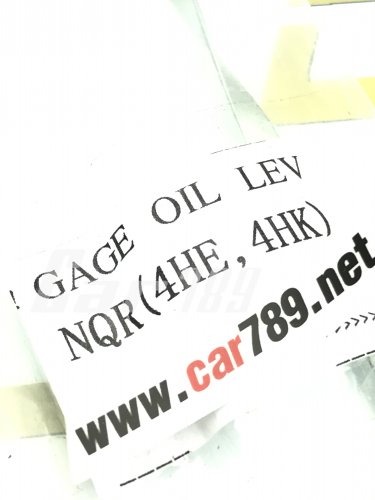 GAGE OIL LEV
NQR(4HE,4HK)
www.car789.net
>>>>>